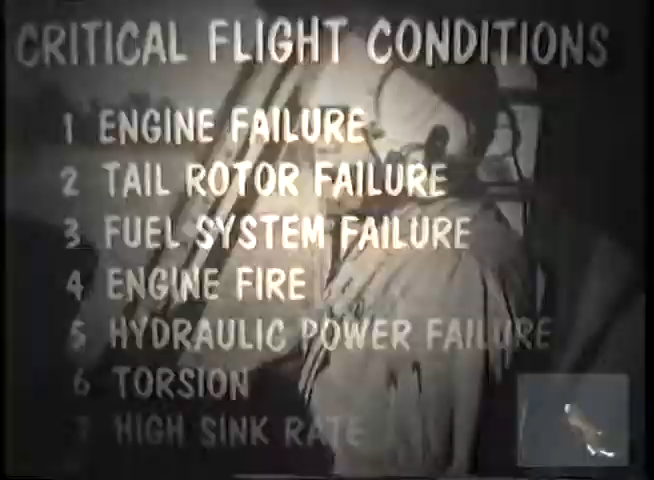 CRITICAL FLIGHT CONDITIONS
1 ENGINE FAILURE
2 TAIL ROTOR FAILURE
3 FUEL SYSTEM FAILURE
4 ENGINE FIRE
5 HYDRAULIC POWER FAILURE
6 TORSION
7 HIGH SINK RATE